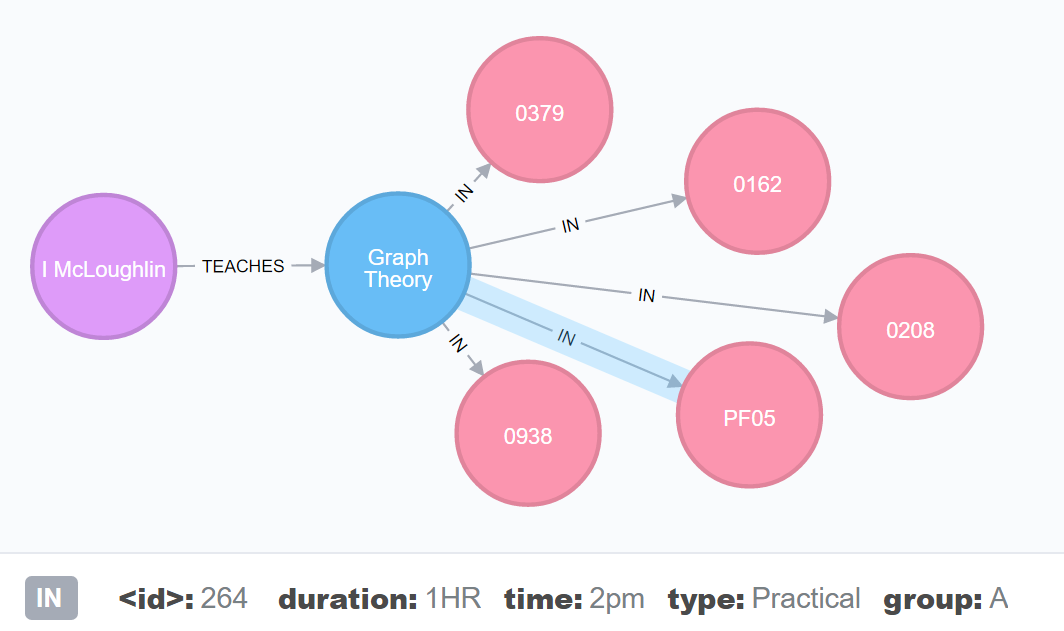 0379
0162
IN
IN
I McLoughlin
TEACHES
Graph
Theory
IN
0208
IN
IN
PF05
0938
IN <id>: 264 duration: 1HR time: 2pm type: Practical group: A